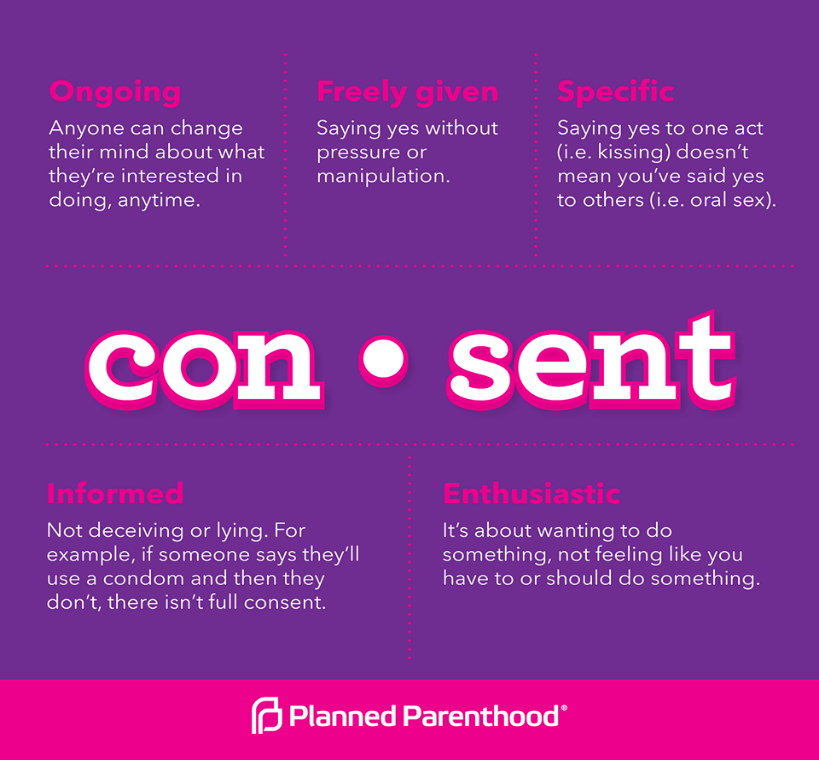 Ongoing
Anyone can change
their mind about what
they're interested in
doing, anytime.
Freely given
Saying yes without
pressure or
manipulation.
Specific
Saying yes to one act
(i.e. kissing) doesn't
mean you've said yes
to others (i.e. oral sex).
con • sent
Informed
Not deceiving or lying. For
example, if someone says they'll
use a condom and then they
don't, there isn't full consent.
Enthusiastic
It's about wanting to do
something, not feeling like you
have to or should do something.
Planned Parenthood®